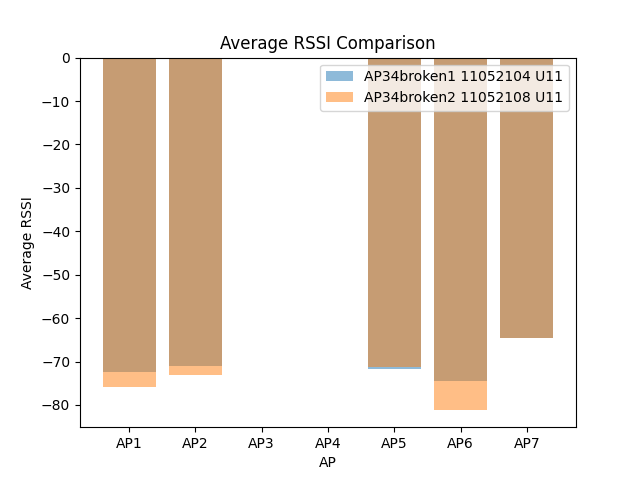 Average RSSI Comparison
AP34broken1 11052104 U11
AP34broken2 11052108 U11
0
−10
−20
−30
−40
−50
−60
−70
−80
Average RSSI
AP1 AP2 AP3 AP4 AP5 AP6 AP7
AP